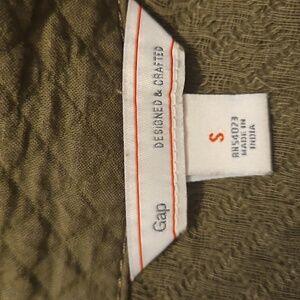 Gap
DESIGNED & CRAFTED
S
RN54023
MADE IN
INDIA